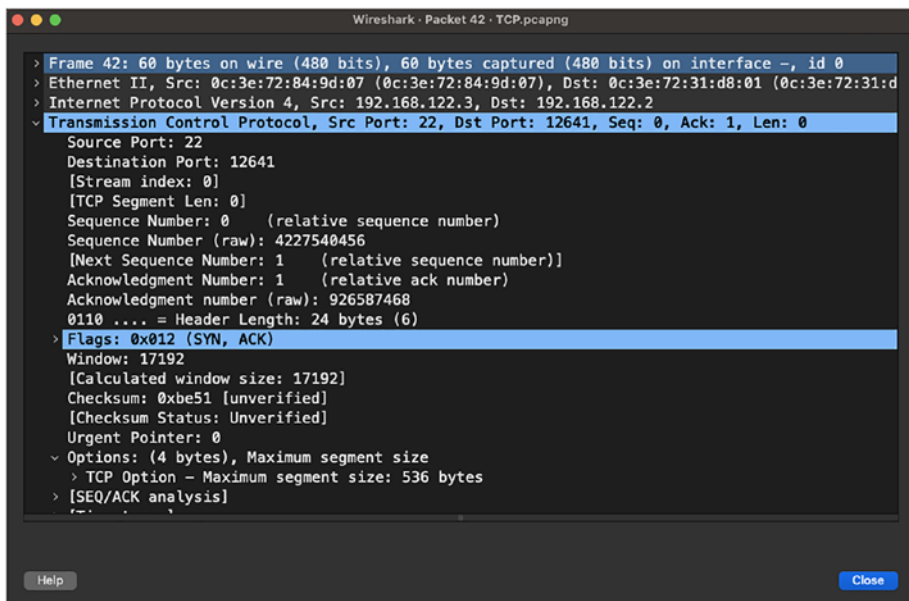 Wireshark · Packet 42 · TCP.pcapng
> Frame 42: 60 bytes on wire (480 bits), 60 bytes captured (480 bits) on interface -, id 0
> Ethernet II, Src: 0c:3e:72:84:9d:07 (0c:3e:72:84:9d:07), Dst: 0c:3e:72:31:d8:01 (0c:3e:72:31:d
> Internet Protocol Version 4, Src: 192.168.122.3, Dst: 192.168.122.2
Transmission Control Protocol, Src Port: 22, Dst Port: 12641, Seq: 0, Ack: 1, Len: 0
Source Port: 22
Destination Port: 12641
[Stream index: 0]
[TCP Segment Len: 0]
Sequence Number: 0    (relative sequence number)
Sequence Number (raw): 4227540456
[Next Sequence Number: 1    (relative sequence number)]
Acknowledgment Number: 1    (relative ack number)
Acknowledgment number (raw): 926587468
0110 .... = Header Length: 24 bytes (6)
> Flags: 0x012 (SYN, ACK)
Window: 17192
[Calculated window size: 17192]
Checksum: 0xbe51 [unverified]
[Checksum Status: Unverified]
Urgent Pointer: 0
Options: (4 bytes), Maximum segment size
> TCP Option – Maximum segment size: 536 bytes
> [SEQ/ACK analysis]
Help
Close